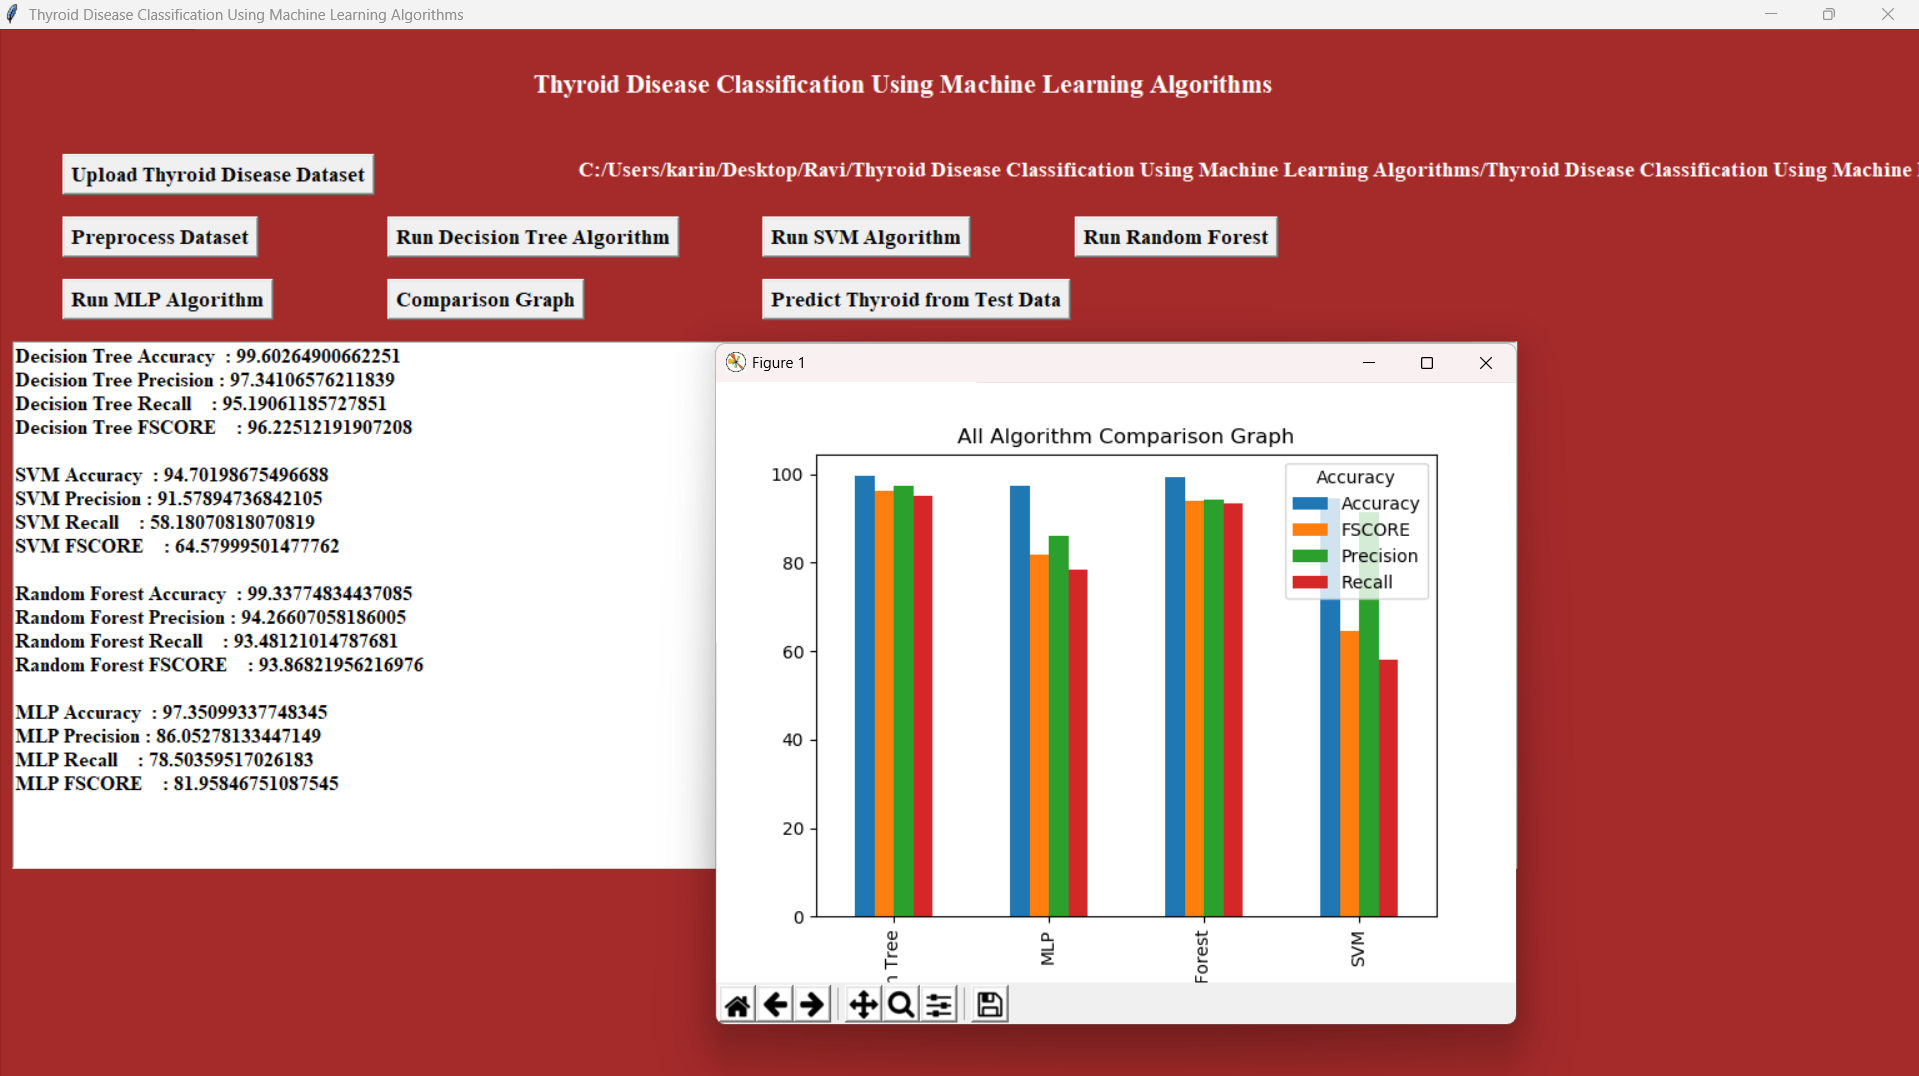 Thyroid Disease Classification Using Machine Learning Algorithms
Thyroid Disease Classification Using Machine Learning Algorithms
Upload Thyroid Disease Dataset
C:/Users/karin/Desktop/Ravi/Thyroid Disease Classification Using Machine Learning Algorithms/Thyroid Disease Classification Using Machine
Preprocess Dataset
Run Decision Tree Algorithm
Run SVM Algorithm
Run Random Forest
Run MLP Algorithm
Comparison Graph
Predict Thyroid from Test Data
Decision Tree Accuracy : 99.60264900662251
Decision Tree Precision : 97.34106576211839
Decision Tree Recall : 95.19061185727851
Decision Tree FSCORE : 96.22512191907208
SVM Accuracy : 94.70198675496688
SVM Precision : 91.57894736842105
SVM Recall : 58.18070818070819
SVM FSCORE : 64.57999501477762
Random Forest Accuracy : 99.33774834437085
Random Forest Precision : 94.26607058186005
Random Forest Recall : 93.48121014787681
Random Forest FSCORE : 93.86821956216976
MLP Accuracy : 97.35099337748345
MLP Precision : 86.05278133447149
MLP Recall : 78.50359517026183
MLP FSCORE : 81.95846751087545
Figure 1
All Algorithm Comparison Graph
Accuracy
Accuracy
FSCORE
Precision
Recall
100
80
60
40
20
0
n Tree
MLP
Forest
SVM